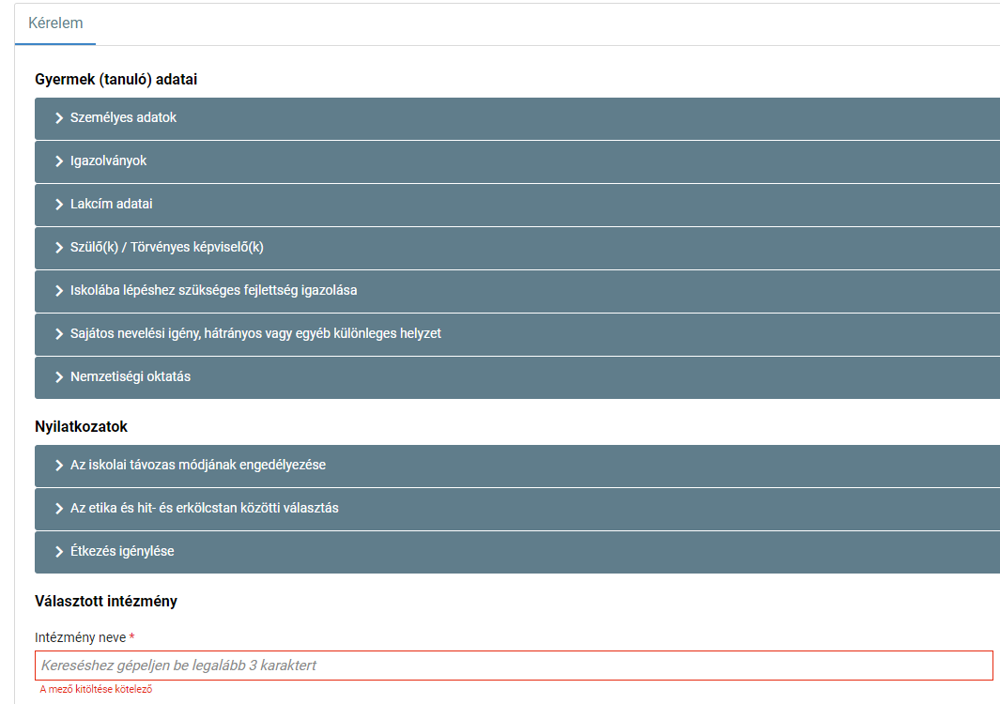 Kérelem
Gyermek (tanuló) adatai
Személyes adatok
Igazolványok
Lakcím adatai
Szülő(k) / Törvényes képviselő(k)
Iskolába lépéshez szükséges fejlettség igazolása
Sajátos nevelési igény, hátrányos vagy egyéb különleges helyzet
Nemzetiségi oktatás
Nyilatkozatok
Az iskolai távozas módjának engedélyezése
Az etika és hit- és erkölcstan közötti választás
Étkezés igénylése
Választott intézmény
Intézmény neve *
Kereséshez gépeljen be legalább 3 karaktert
A mező kitöltése kötelező